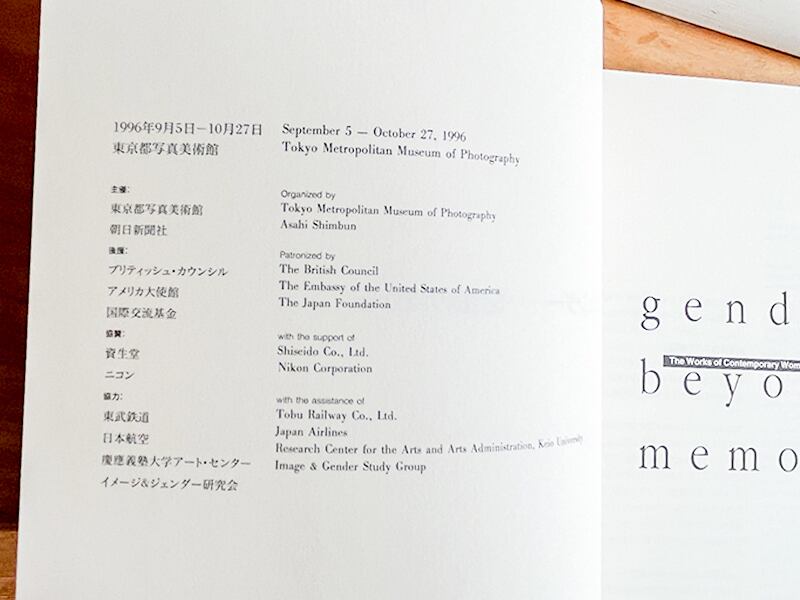 1996年9月5日－10月27日
東京都写真美術館
主催:
東京都写真美術館
朝日新聞社
後援:
ブリティッシュ・カウンシル
アメリカ大使館
国際交流基金
協賛:
資生堂
ニコン
協力:
東武鉄道
日本航空
慶應義塾大学アート・センター
イメージ&ジェンダー研究会
September 5 — October 27, 1996
Tokyo Metropolitan Museum of Photography
Organized by
Tokyo Metropolitan Museum of Photography
Asahi Shimbun
Patronized by
The British Council
The Embassy of the United States of America
The Japan Foundation
with the support of
Shiseido Co., Ltd.
Nikon Corporation
with the assistance of
Tobu Railway Co., Ltd.
Japan Airlines
Research Center for the Arts and Arts Administration, Keio University
Image & Gender Study Group
gend
The Works of Contemporary Wom
beyo
memo